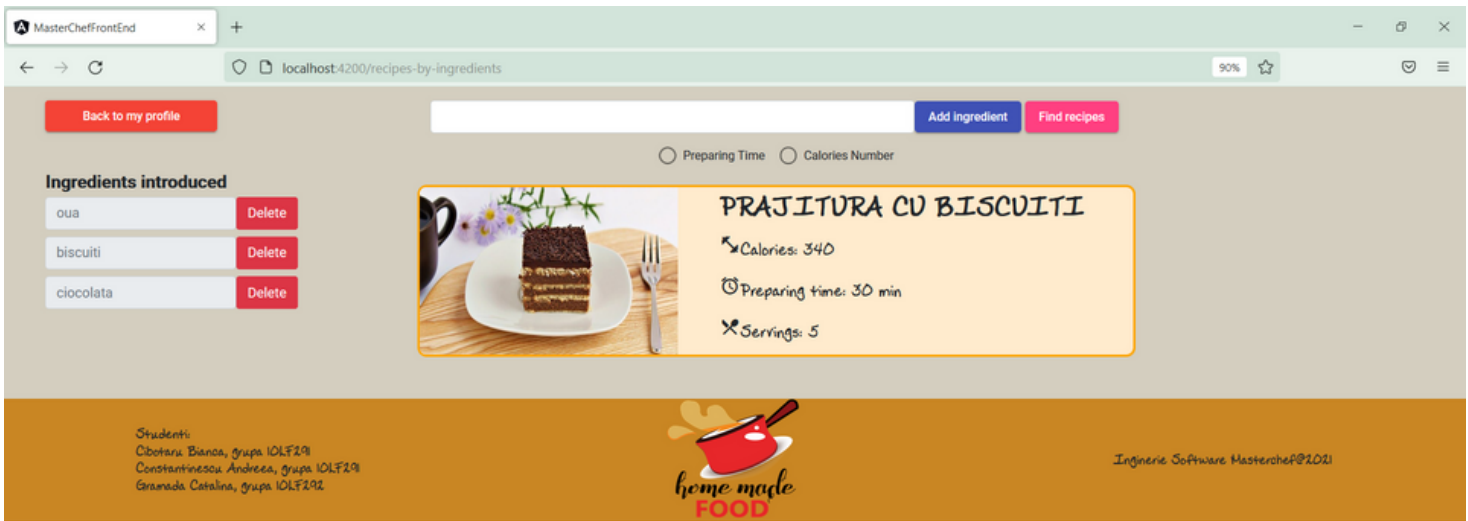 MasterChefFrontEnd
localhost:4200/recipes-by-ingredients
90%
Back to my profile
Add ingredient
Find recipes
Preparing Time
Calories Number
Ingredients introduced
oua
Delete
biscuiti
Delete
ciocolata
Delete
PRAJITURA CU BISCUITI
Calories: 340
Preparing time: 30 min
Servings: 5
Studenti:
Cibotaru Bianca, grupa 10LF291
Constantinescu Andreea, grupa 10LF291
Gramada Catalina, grupa 10LF292
home made
FOOD
Inginerie Software Masterchef@2021